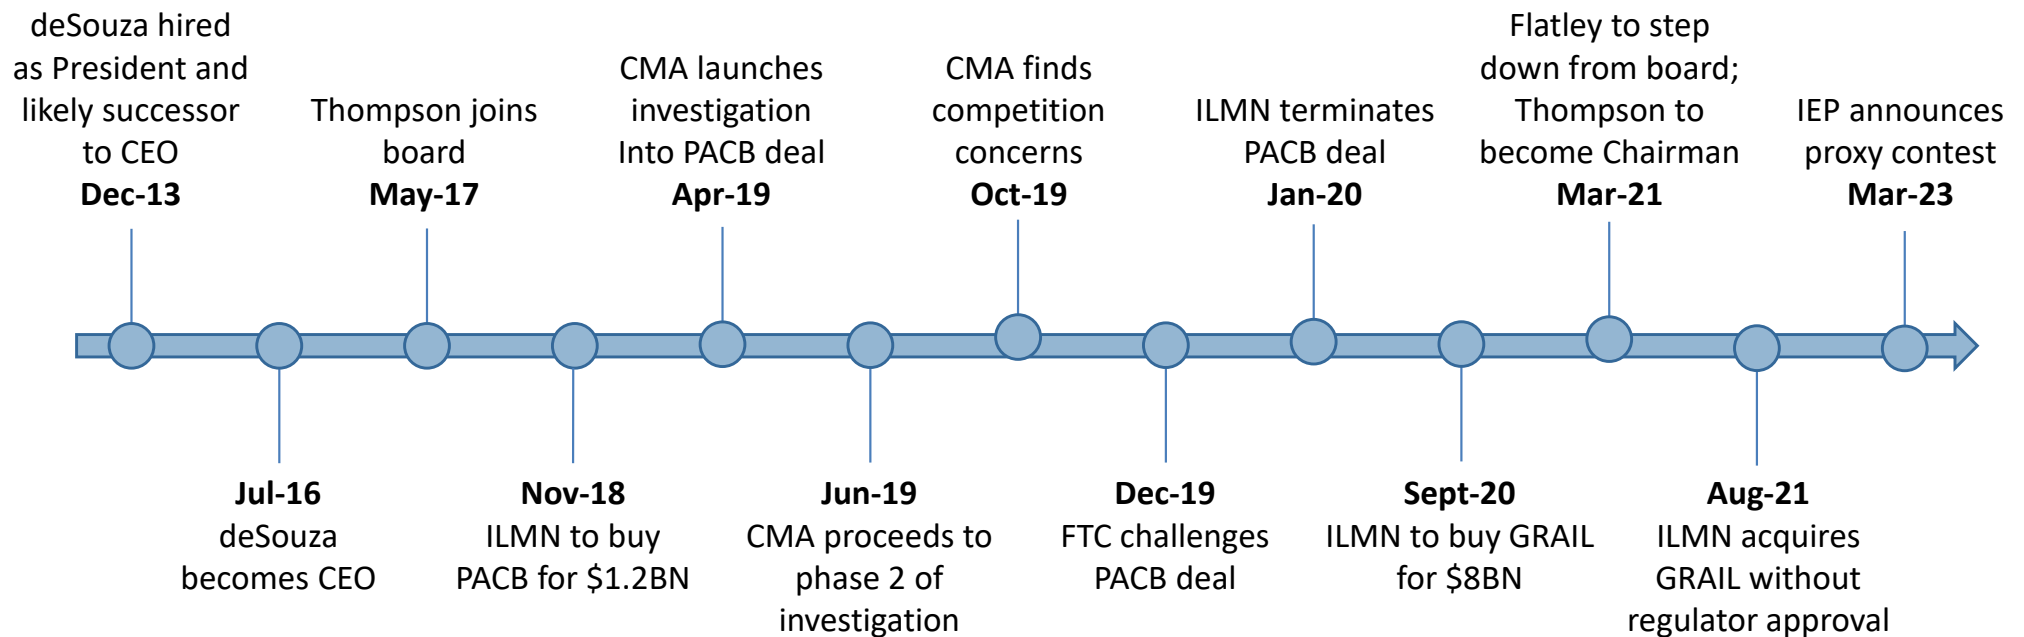 deSouza hired
as President and
likely successor
to CEO
Dec-13
Thompson joins
board
May-17
CMA launches
investigation
Into PACB deal
Apr-19
CMA finds
competition
concerns
Oct-19
ILMN terminates
PACB deal
Jan-20
Flatley to step
down from board;
Thompson to
become Chairman
Mar-21
IEP announces
proxy contest
Mar-23
Jul-16
deSouza
becomes CEO
Nov-18
ILMN to buy
PACB for $1.2BN
Jun-19
CMA proceeds to
phase 2 of
investigation
Dec-19
FTC challenges
PACB deal
Sept-20
ILMN to buy GRAIL
for $8BN
Aug-21
ILMN acquires
GRAIL without
regulator approval